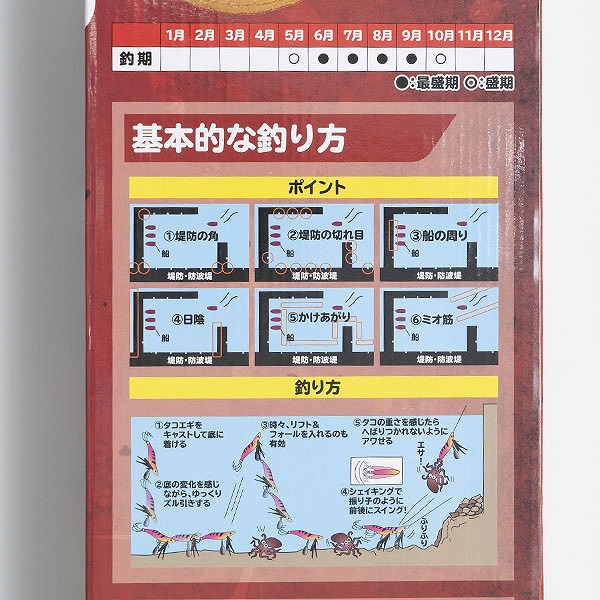 1月 2月 3月 4月 5月 6月 7月 8月 9月 10月 11月 12月
釣期 ○ ● ● ● ● ○
●:最盛期 ◎:盛期
基本的な釣り方
ポイント
①堤防の角
船
堤防・防波堤
②堤防の切れ目
船
堤防・防波堤
③船の周り
船
堤防・防波堤
④日陰
船
堤防・防波堤
⑤かけあがり
船
堤防・防波堤
⑥ミオ筋
船
堤防・防波堤
釣り方
①タコエギを
キャストして底に
着ける
②底の変化を感じ
ながら、ゆっくり
ズル引きする
③時々、リフト&
フォールを入れるのも
有効
④シェイキングで
振り子のように
前後にスイング!
⑤タコの重さを感じたら
へばりつかれないように
アワせる
エサ!
ふりふり